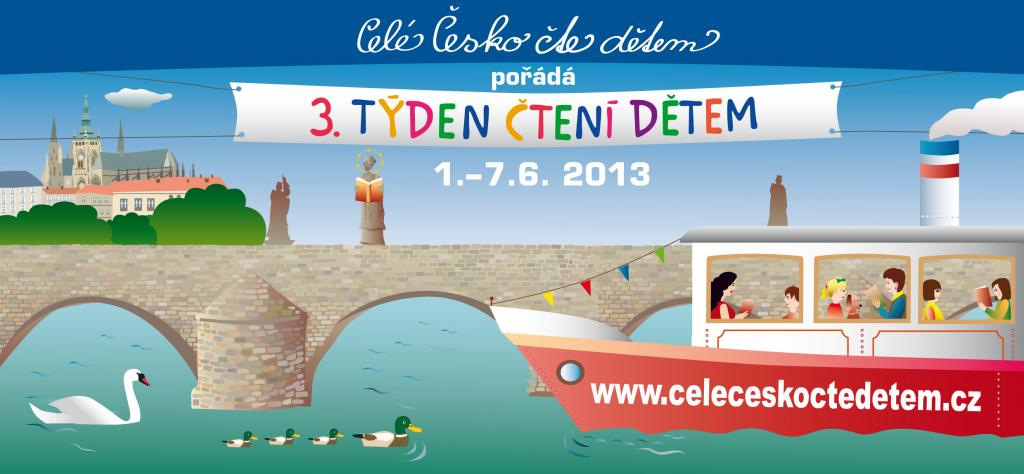 Celé Česko čte dětem
pořádá
3. TÝDEN ČTENÍ DĚTEM
1.–7.6. 2013
www.celeceskoctedetem.cz